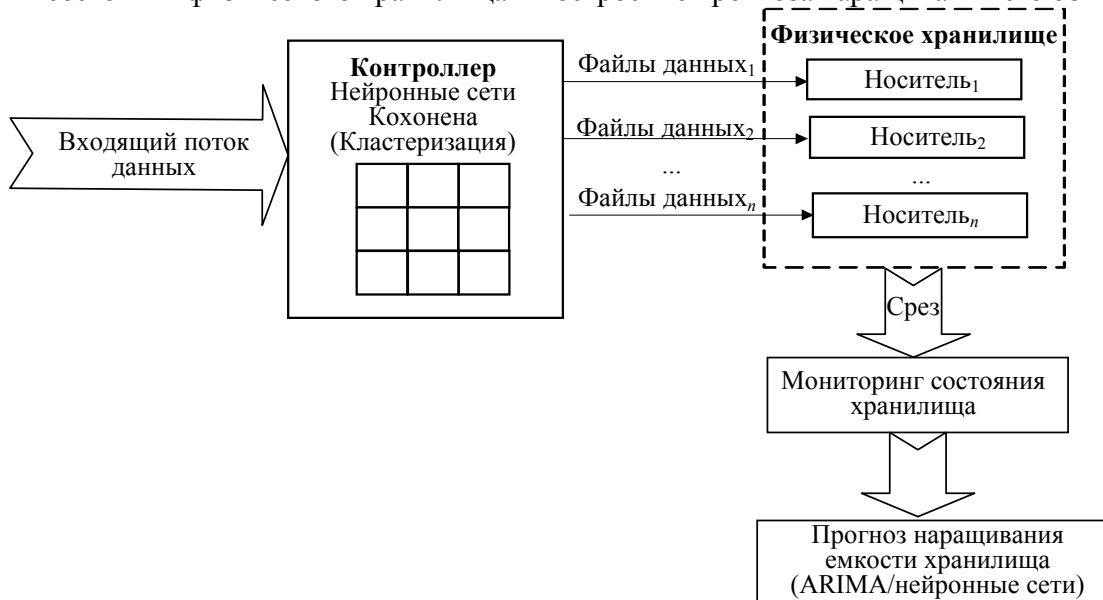 Физическое хранилище
Контроллер
Нейронные сети
Кохонена
(Кластеризация)
Входящий поток
данных
Файлы данных₁
Файлы данных₂
...
Файлы данныхₙ
Носитель₁
Носитель₂
...
Носительₙ
Срез
Мониторинг состояния
хранилища
Прогноз наращивания
емкости хранилища
(ARIMA/нейронные сети)